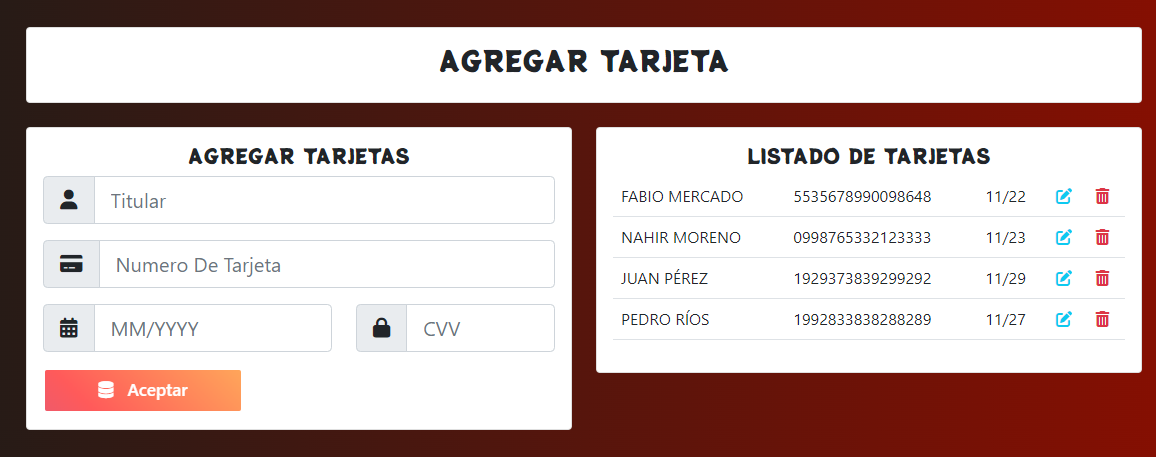 AGREGAR TARJETA
AGREGAR TARJETAS
Titular
Numero De Tarjeta
MM/YYYY CVV
Aceptar
LISTADO DE TARJETAS
FABIO MERCADO 5535678990098648 11/22
NAHIR MORENO 0998765332123333 11/23
JUAN PÉREZ 1929373839299292 11/29
PEDRO RÍOS 1992833838288289 11/27